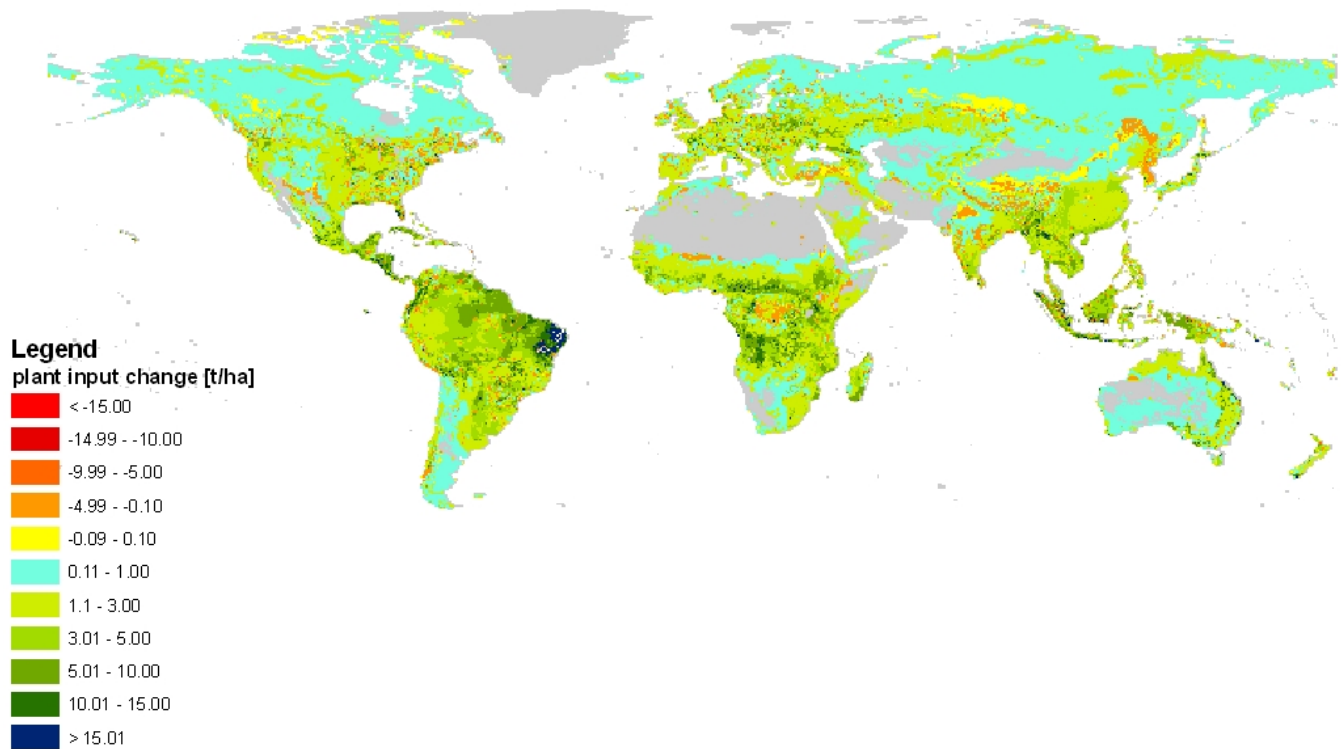 Legend
plant input change [t/ha]
< -15.00
-14.99 - -10.00
-9.99 - -5.00
-4.99 - -0.10
-0.09 - 0.10
0.11 - 1.00
1.1 - 3.00
3.01 - 5.00
5.01 - 10.00
10.01 - 15.00
> 15.01